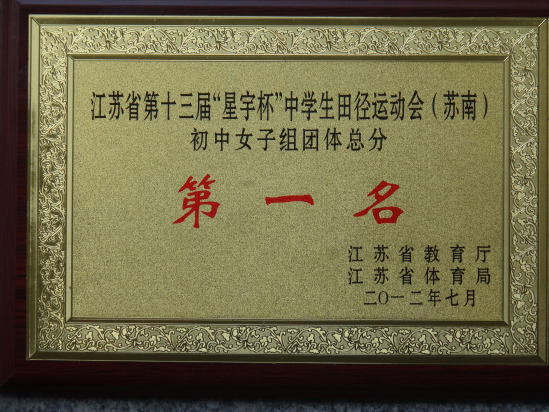 江苏省第十三届“星宇杯”中学生田径运动会（苏南）
初中女子组团体总分
第一名
江苏省教育厅
江苏省体育局
二〇一二年七月